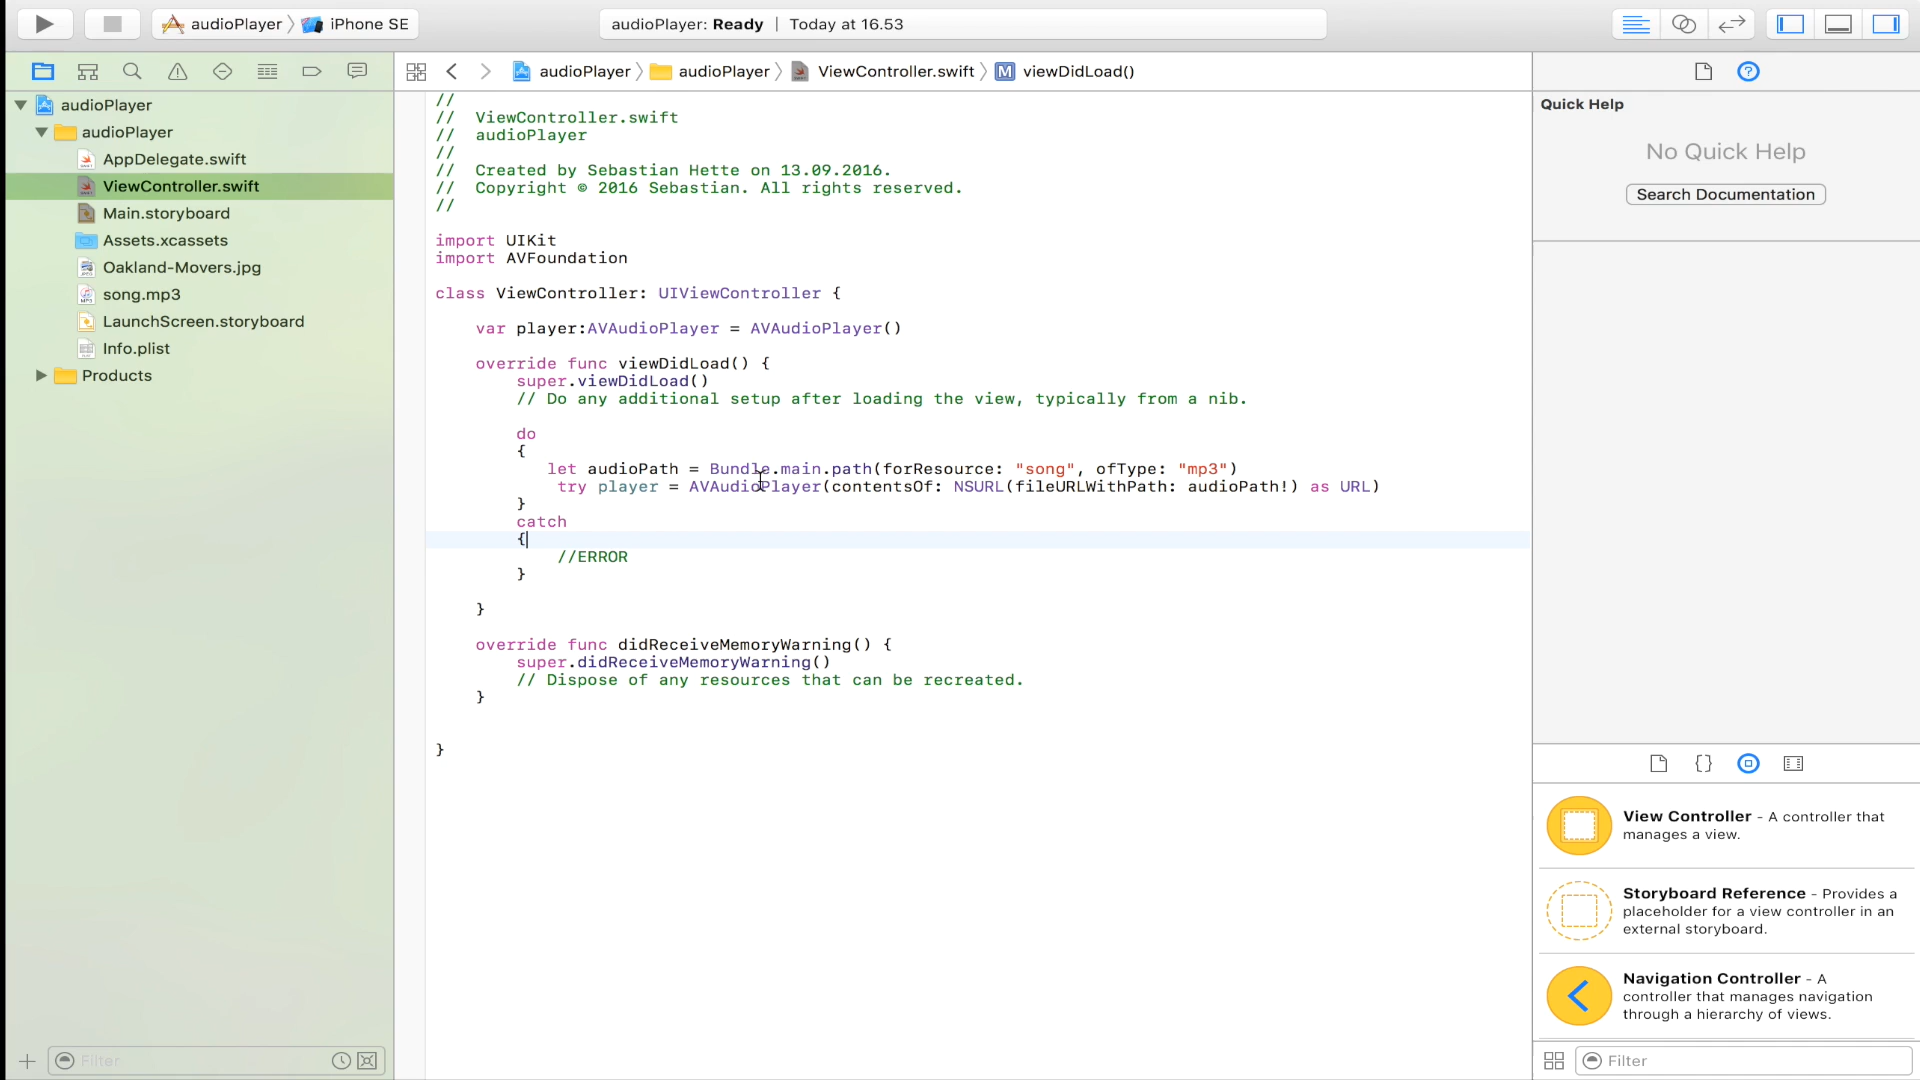 audioPlayer iPhone SE
audioPlayer: Ready | Today at 16.53
audioPlayer audioPlayer ViewController.swift M viewDidLoad()
audioPlayer
audioPlayer
AppDelegate.swift
ViewController.swift
Main.storyboard
Assets.xcassets
Oakland-Movers.jpg
song.mp3
LaunchScreen.storyboard
Info.plist
Products
Filter
//
// ViewController.swift
// audioPlayer
//
// Created by Sebastian Hette on 13.09.2016.
// Copyright © 2016 Sebastian. All rights reserved.
//
import UIKit
import AVFoundation
class ViewController: UIViewController {
var player:AVAudioPlayer = AVAudioPlayer()
override func viewDidLoad() {
super.viewDidLoad()
// Do any additional setup after loading the view, typically from a nib.
do
{
let audioPath = Bundle.main.path(forResource: "song", ofType: "mp3")
try player = AVAudioPlayer(contentsOf: NSURL(fileURLWithPath: audioPath!) as URL)
}
catch
{
//ERROR
}
}
override func didReceiveMemoryWarning() {
super.didReceiveMemoryWarning()
// Dispose of any resources that can be recreated.
}
}
Quick Help
No Quick Help
Search Documentation
View Controller - A controller that
manages a view.
Storyboard Reference - Provides a
placeholder for a view controller in an
external storyboard.
Navigation Controller - A
controller that manages navigation
through a hierarchy of views.
Filter